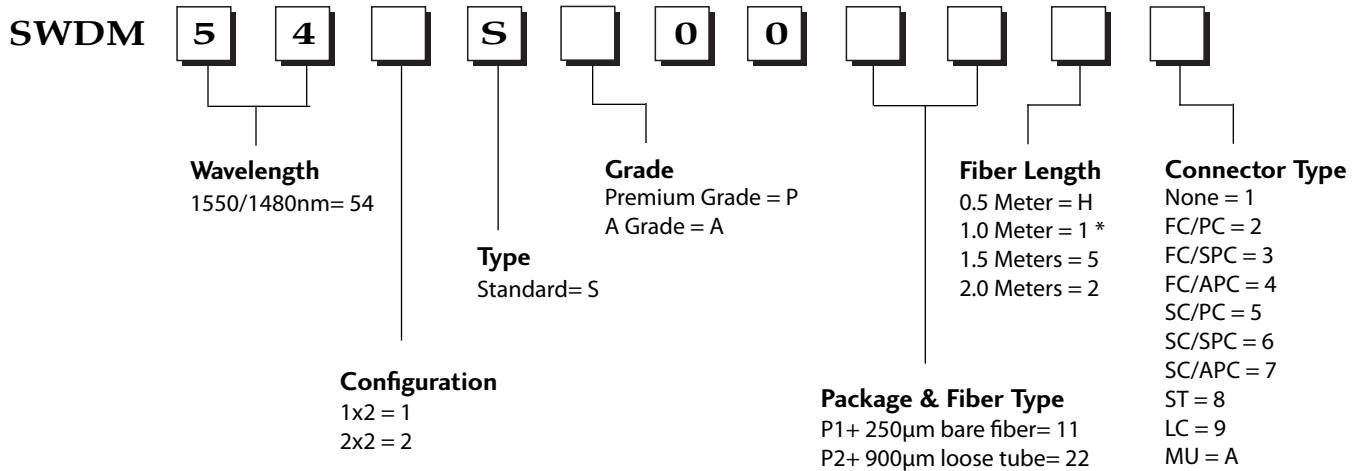 SWDM 5 4 S 0 0
Wavelength
1550/1480nm= 54
Configuration
1x2 = 1
2x2 = 2
Type
Standard= S
Grade
Premium Grade = P
A Grade = A
Package & Fiber Type
P1+ 250µm bare fiber= 11
P2+ 900µm loose tube= 22
Fiber Length
0.5 Meter = H
1.0 Meter = 1 *
1.5 Meters = 5
2.0 Meters = 2
Connector Type
None = 1
FC/PC = 2
FC/SPC = 3
FC/APC = 4
SC/PC = 5
SC/SPC = 6
SC/APC = 7
ST = 8
LC = 9
MU = A